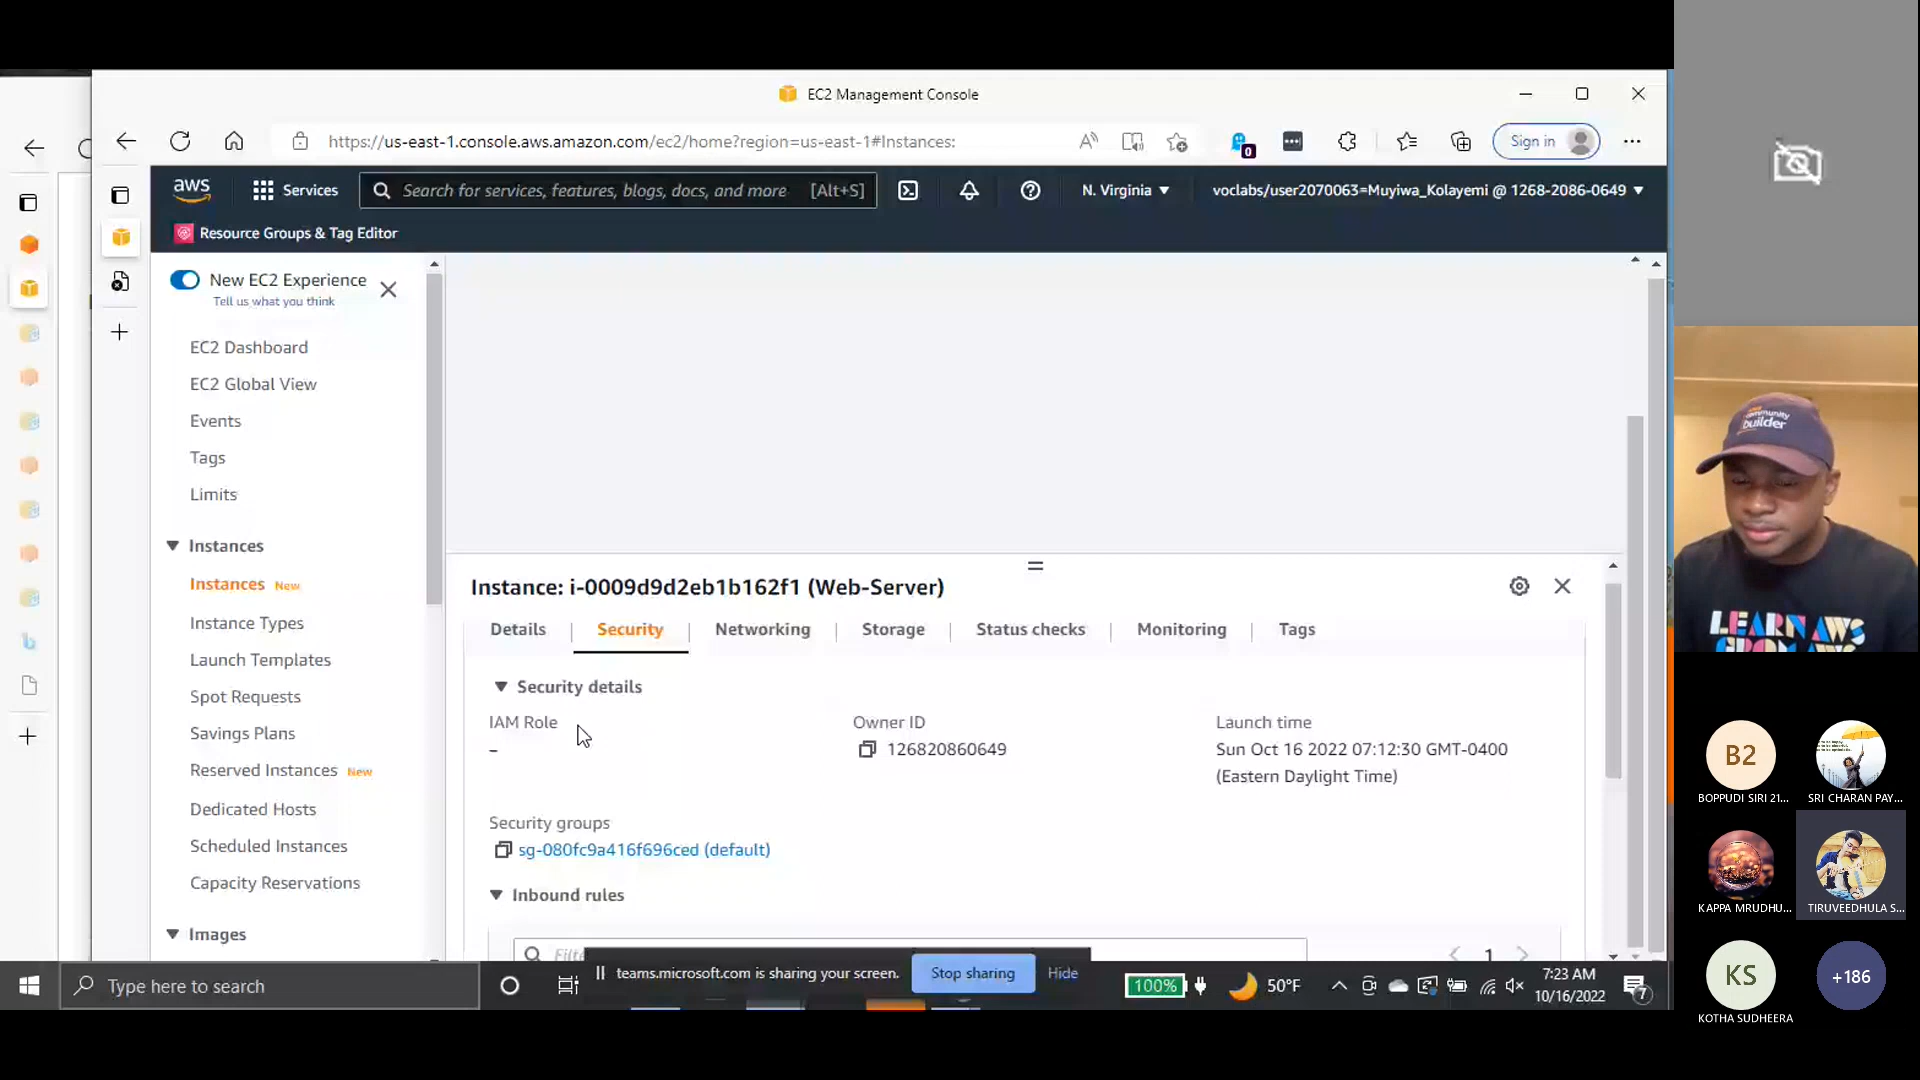 EC2 Management Console
https://us-east-1.console.aws.amazon.com/ec2/home?region=us-east-1#Instances:
0
Sign in
aws
Services
Search for services, features, blogs, docs, and more [Alt+S]
N. Virginia
voclabs/user2070063=Muyiwa_Kolayemi @ 1268-2086-0649
Resource Groups & Tag Editor
New EC2 Experience
Tell us what you think
EC2 Dashboard
EC2 Global View
Events
Tags
Limits
Instances
Instances New
Instance Types
Launch Templates
Spot Requests
Savings Plans
Reserved Instances New
Dedicated Hosts
Scheduled Instances
Capacity Reservations
Images
Instance: i-0009d9d2eb1b162f1 (Web-Server)
Details
Security
Networking
Storage
Status checks
Monitoring
Tags
Security details
IAM Role
–
Owner ID
126820860649
Launch time
Sun Oct 16 2022 07:12:30 GMT-0400
(Eastern Daylight Time)
Security groups
sg-080fc9a416f696ced (default)
Inbound rules
1
Type here to search
teams.microsoft.com is sharing your screen.
Stop sharing
Hide
100%
50°F
7:23 AM
10/16/2022
7
community
builder
LEARN AWS
B2
BOPPUDI SIRI 21...
SRI CHARAN PAY...
KAPPA MRUDHU...
TIRUVEEDHULA S...
KS
KOTHA SUDHEERA
+186